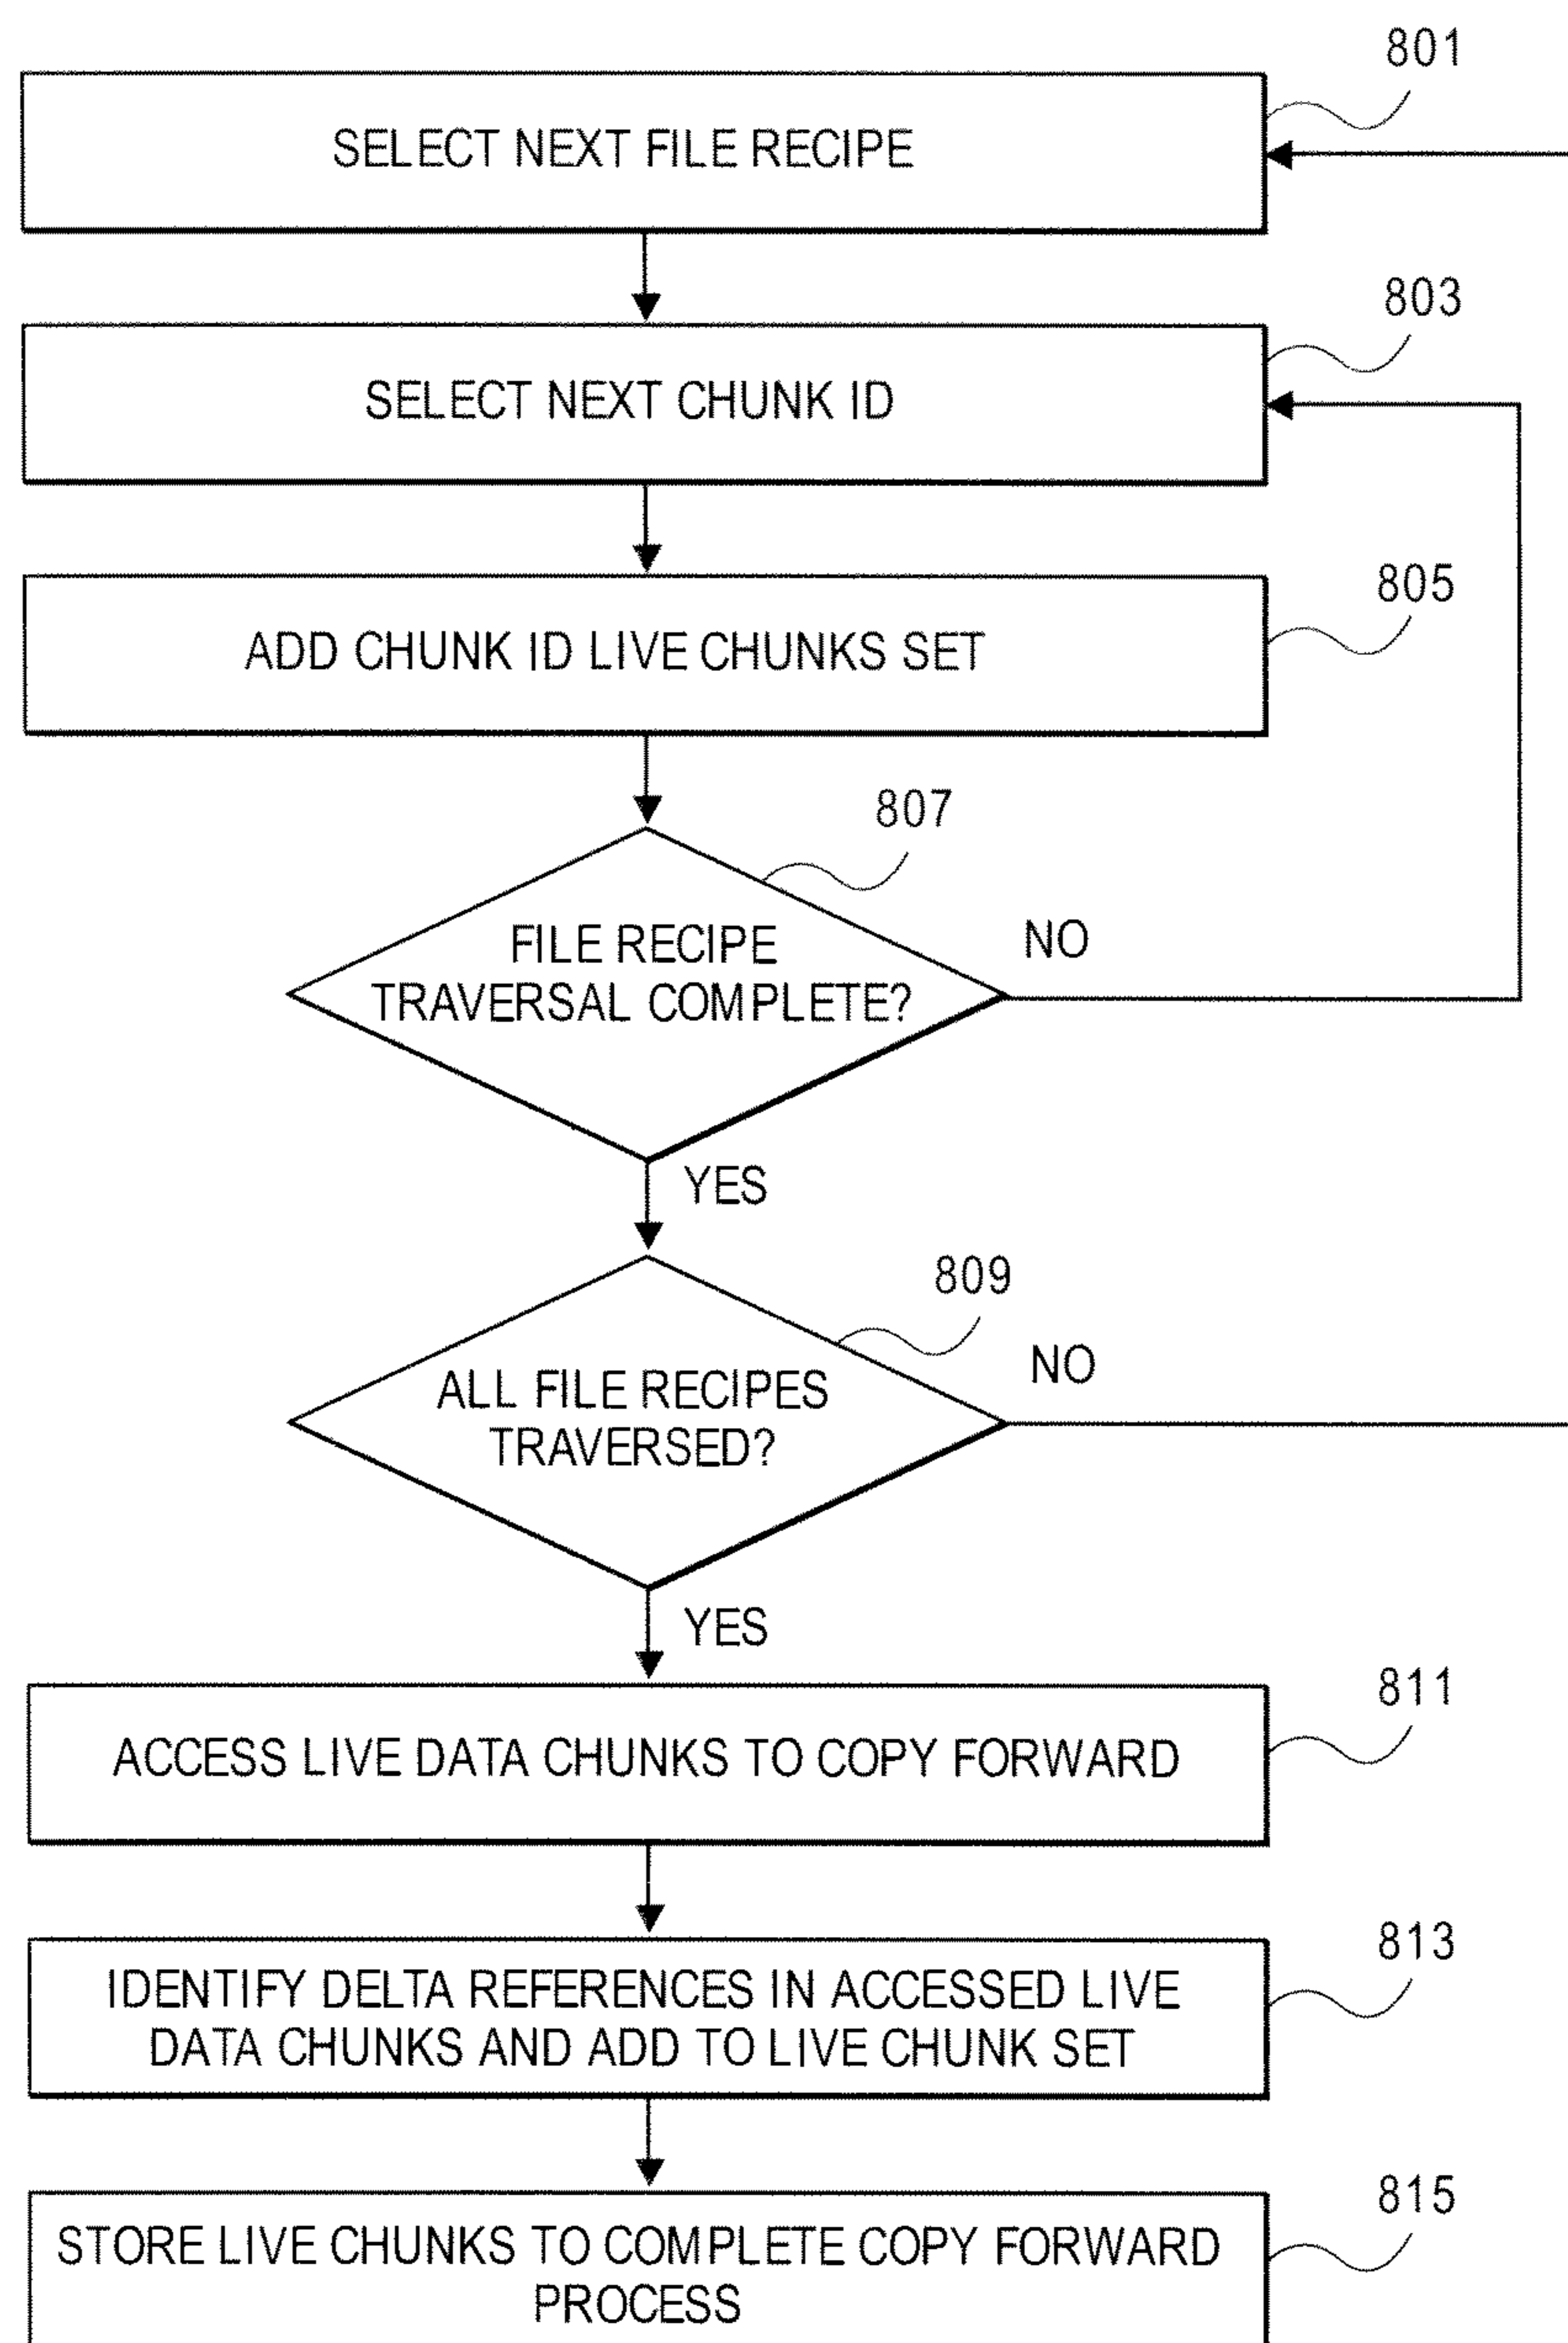 801
SELECT NEXT FILE RECIPE
803
SELECT NEXT CHUNK ID
805
ADD CHUNK ID LIVE CHUNKS SET
807
FILE RECIPE
TRAVERSAL COMPLETE?
NO
YES
809
ALL FILE RECIPES
TRAVERSED?
NO
YES
811
ACCESS LIVE DATA CHUNKS TO COPY FORWARD
813
IDENTIFY DELTA REFERENCES IN ACCESSED LIVE
DATA CHUNKS AND ADD TO LIVE CHUNK SET
815
STORE LIVE CHUNKS TO COMPLETE COPY FORWARD
PROCESS